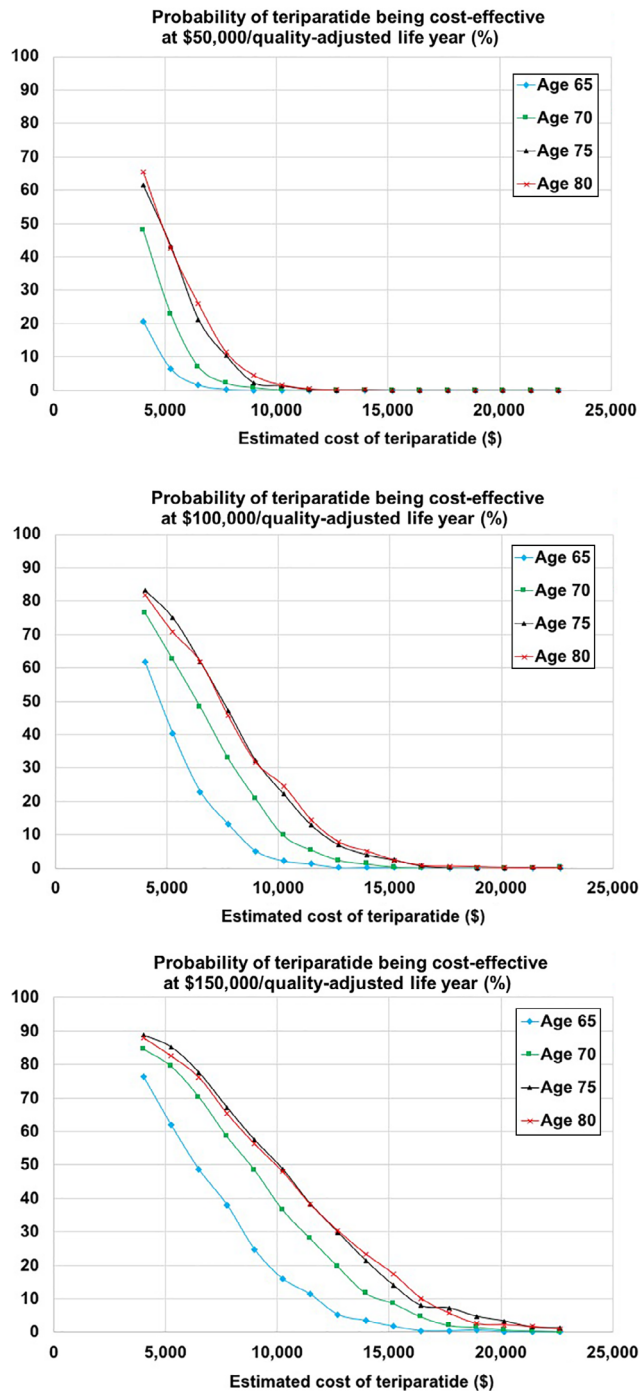 Probability of teriparatide being cost-effective
at $50,000/quality-adjusted life year (%)
100
90
80
70
60
50
40
30
20
10
0
Age 65
Age 70
Age 75
Age 80
0 5,000 10,000 15,000 20,000 25,000
Estimated cost of teriparatide ($)
Probability of teriparatide being cost-effective
at $100,000/quality-adjusted life year (%)
100
90
80
70
60
50
40
30
20
10
0
Age 65
Age 70
Age 75
Age 80
0 5,000 10,000 15,000 20,000 25,000
Estimated cost of teriparatide ($)
Probability of teriparatide being cost-effective
at $150,000/quality-adjusted life year (%)
100
90
80
70
60
50
40
30
20
10
0
Age 65
Age 70
Age 75
Age 80
0 5,000 10,000 15,000 20,000 25,000
Estimated cost of teriparatide ($)